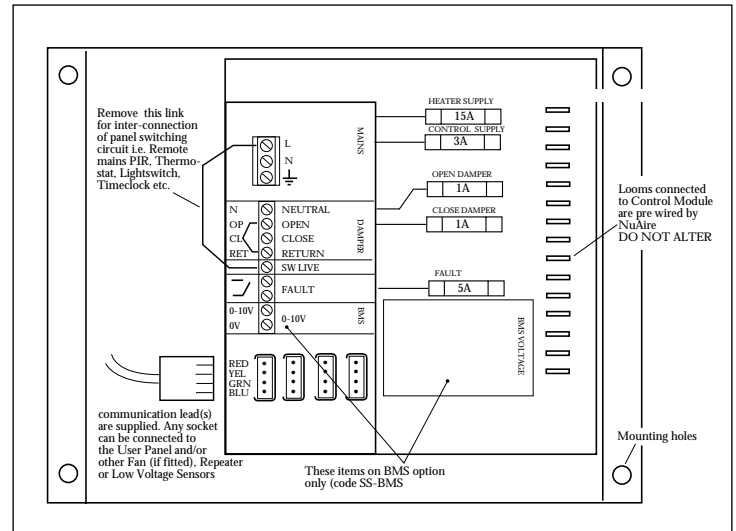 Remove this link
for inter-connection
of panel switching
circuit i.e. Remote
mains PIR, Thermo-
stat, Lightswitch,
Timeclock etc.
L
N
MAINS
HEATER SUPPLY
15A
CONTROL SUPPLY
3A
OPEN DAMPER
1A
CLOSE DAMPER
1A
FAULT
5A
N
NEUTRAL
OP
OPEN
CL
CLOSE
RET
RETURN
DAMPER
SW LIVE
FAULT
0-10V
0V
0-10V
BMS
BMS VOLTAGE
RED
YEL
GRN
BLU
Looms connected
to Control Module
are pre wired by
NuAire
DO NOT ALTER
communication lead(s)
are supplied. Any socket
can be connected to
the User Panel and/or
other Fan (if fitted), Repeater
or Low Voltage Sensors
These items on BMS option
only (code SS-BMS
Mounting holes